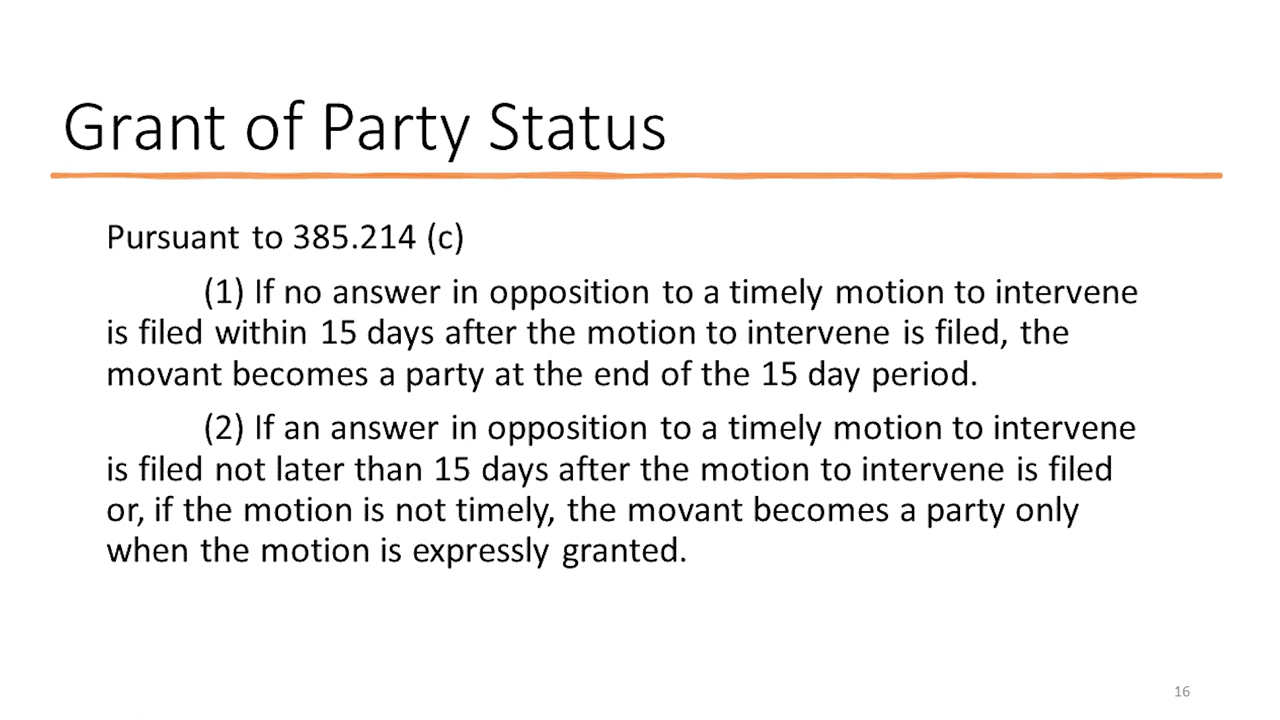 Grant of Party Status
Pursuant to 385.214 (c)
(1) If no answer in opposition to a timely motion to intervene
is filed within 15 days after the motion to intervene is filed, the
movant becomes a party at the end of the 15 day period.
(2) If an answer in opposition to a timely motion to intervene
is filed not later than 15 days after the motion to intervene is filed
or, if the motion is not timely, the movant becomes a party only
when the motion is expressly granted.
16